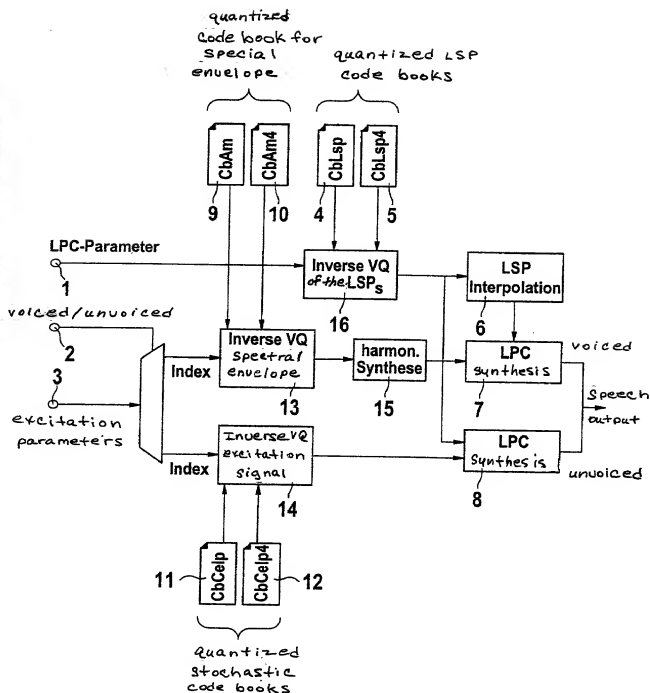 quantized
code book for
special
envelope
quantized LSP
code books
CbAm
CbAm4
CbLsp
CbLsp4
9
10
4
5
LPC-Parameter
1
Inverse VQ
of the LSPs
16
LSP
Interpolation
6
voiced/unvoiced
2
3
excitation
parameters
Index
Inverse VQ
spectral
envelope
13
harmon.
Synthese
15
LPC
synthesis
7
voiced
speech
output
Index
Inverse VQ
excitation
signal
14
LPC
synthesis
8
unvoiced
11
CbCelp
CbCelp4
12
quantized
stochastic
code books